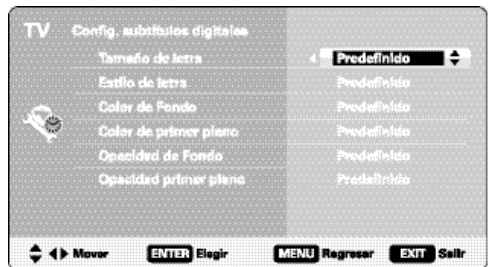 TV Config. subtítulos digitales
Tamaño de letra Predefinido
Estilo de letra Predefinido
Color de Fondo Predefinido
Color de primer plano Predefinido
Opacidad de Fondo Predefinido
Opacidad primer plano Predefinido
Mover ENTER Elegir MENU Regresar EXIT Salir